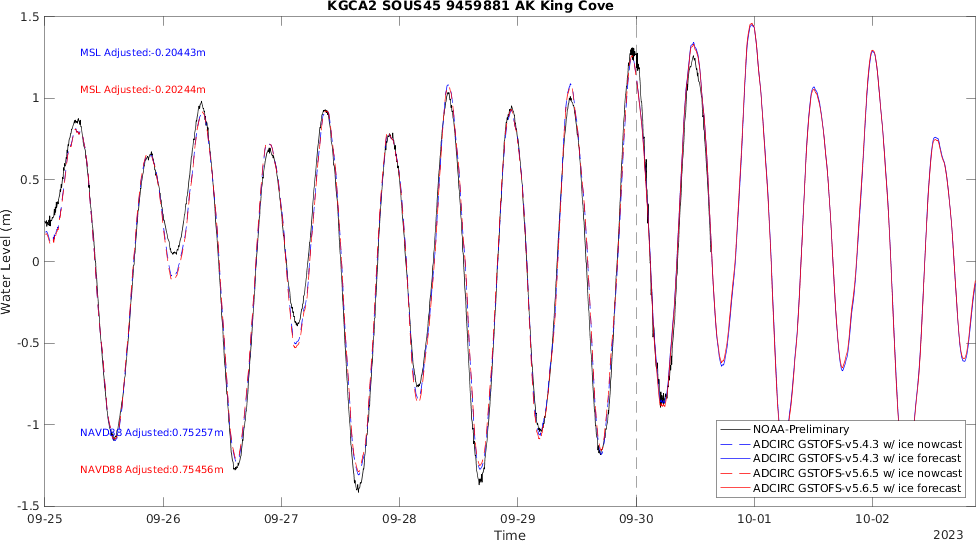 KGCA2 SOUS45 9459881 AK King Cove
1.5
1
0.5
0
-0.5
-1
-1.5
Water Level (m)
MSL Adjusted:-0.20443m
MSL Adjusted:-0.20244m
NAVD88 Adjusted:0.75257m
NAVD88 Adjusted:0.75456m
NOAA-Preliminary
ADCIRC GSTOFS-v5.4.3 w/ ice nowcast
ADCIRC GSTOFS-v5.4.3 w/ ice forecast
ADCIRC GSTOFS-v5.6.5 w/ ice nowcast
ADCIRC GSTOFS-v5.6.5 w/ ice forecast
09-25 09-26 09-27 09-28 09-29 09-30 10-01 10-02
Time
2023